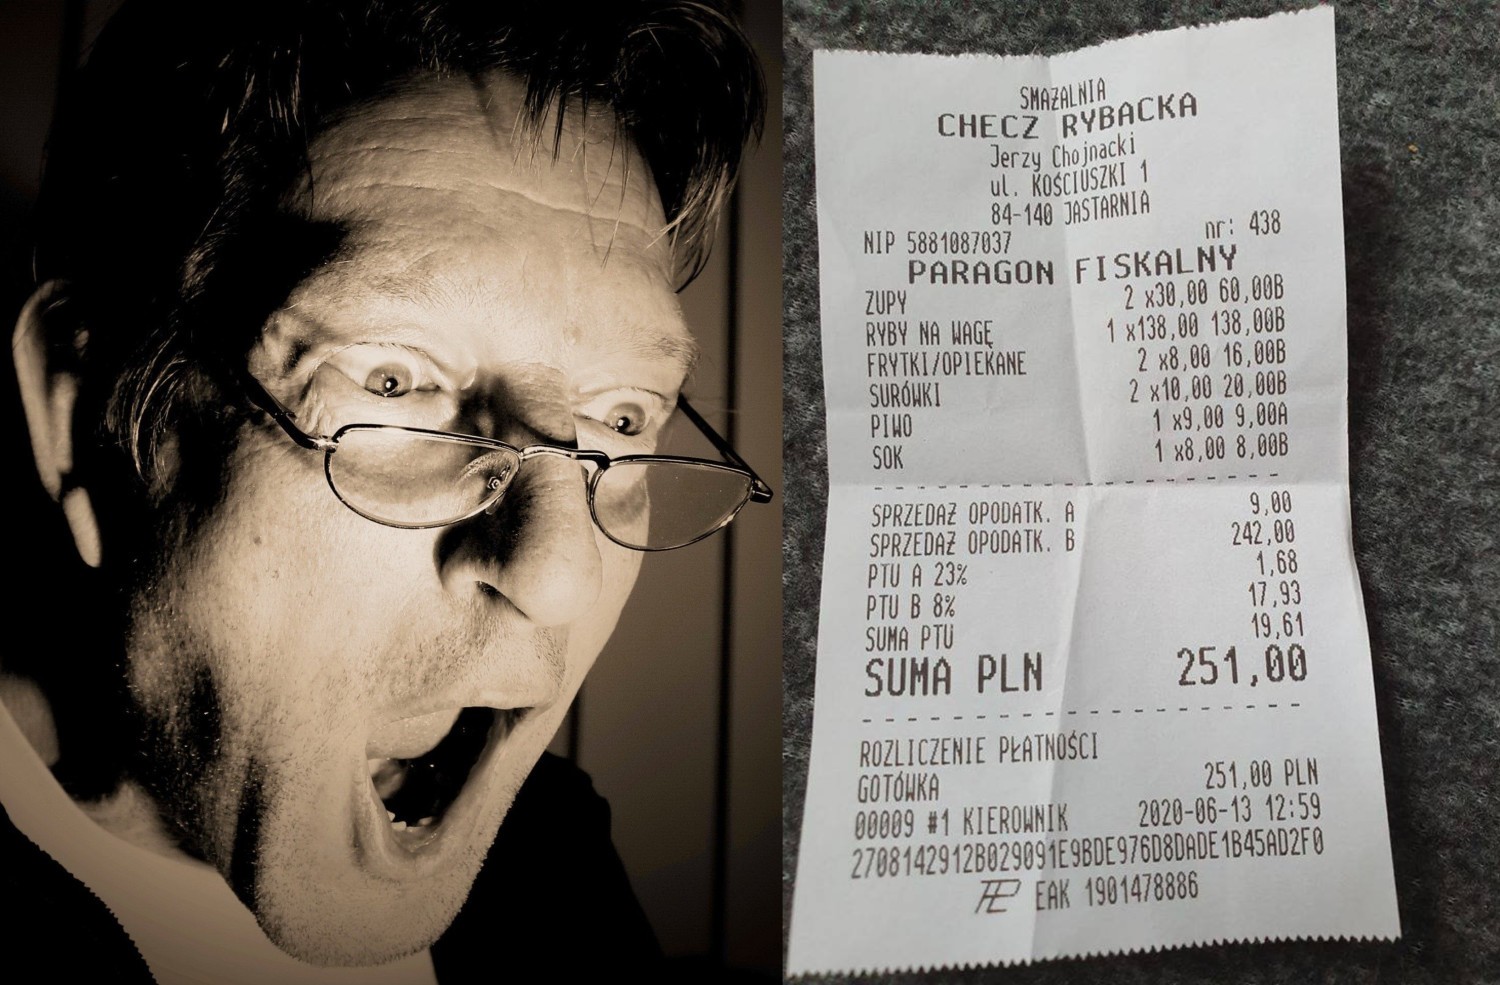 SMAŻALNIA
CHECZ RYBACKA
Jerzy Chojnacki
ul. KOŚCIUSZKI 1
84-140 JASTARNIA
NIP 5881087037 nr: 438
PARAGON FISKALNY
ZUPY 2 x30,00 60,00B
RYBY NA WAGĘ 1 x138,00 138,00B
FRYTKI/OPIEKANE 2 x8,00 16,00B
SURÓWKI 2 x10,00 20,00B
PIWO 1 x9,00 9,00A
SOK 1 x8,00 8,00B
SPRZEDAŻ OPODATK. A 9,00
SPRZEDAŻ OPODATK. B 242,00
PTU A 23% 1,68
PTU B 8% 17,93
SUMA PTU 19,61
SUMA PLN 251,00
ROZLICZENIE PŁATNOŚCI
GOTÓWKA 251,00 PLN
00009 #1 KIEROWNIK 2020-06-13 12:59
2708142912B029091E9BDE976D8DADE1B45AD2F0
EAK 1901478886